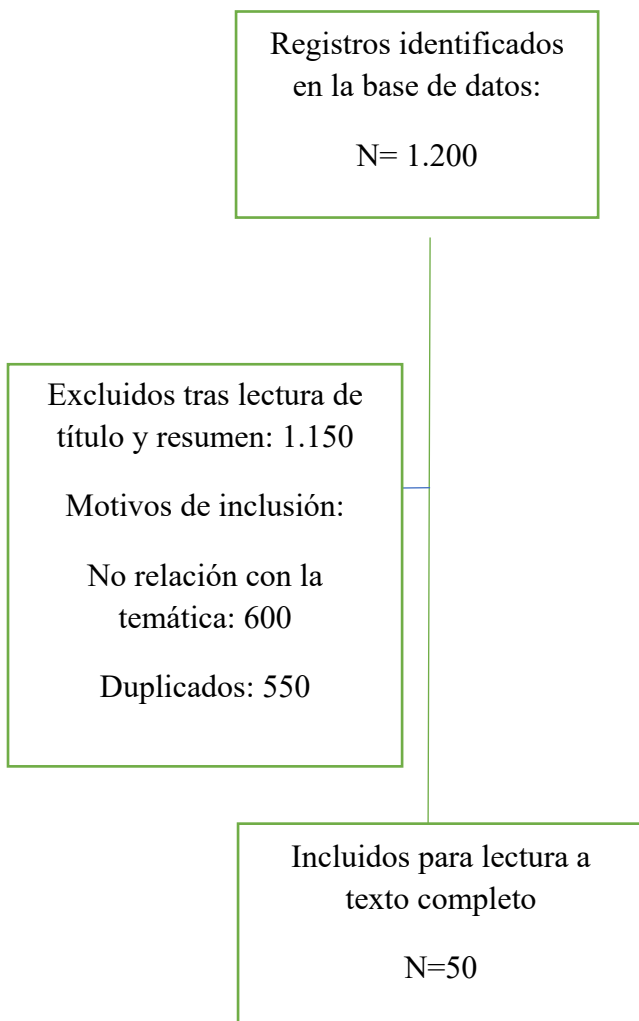 Registros identificados
en la base de datos:
N= 1.200
Excluidos tras lectura de
título y resumen: 1.150
Motivos de inclusión:
No relación con la
temática: 600
Duplicados: 550
Incluidos para lectura a
texto completo
N=50